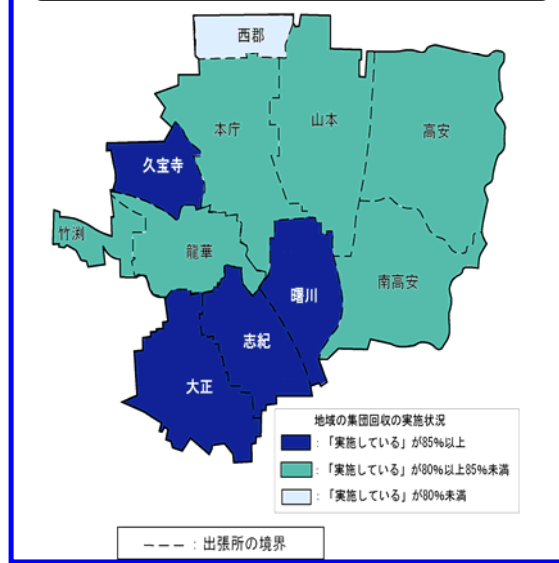 西郡
本庁
山本
高安
久宝寺
竹渕
龍華
南高安
曙川
志紀
大正
地域の集団回収の実施状況
：「実施している」が85%以上
：「実施している」が80%以上85%未満
：「実施している」が80%未満
－－－：出張所の境界